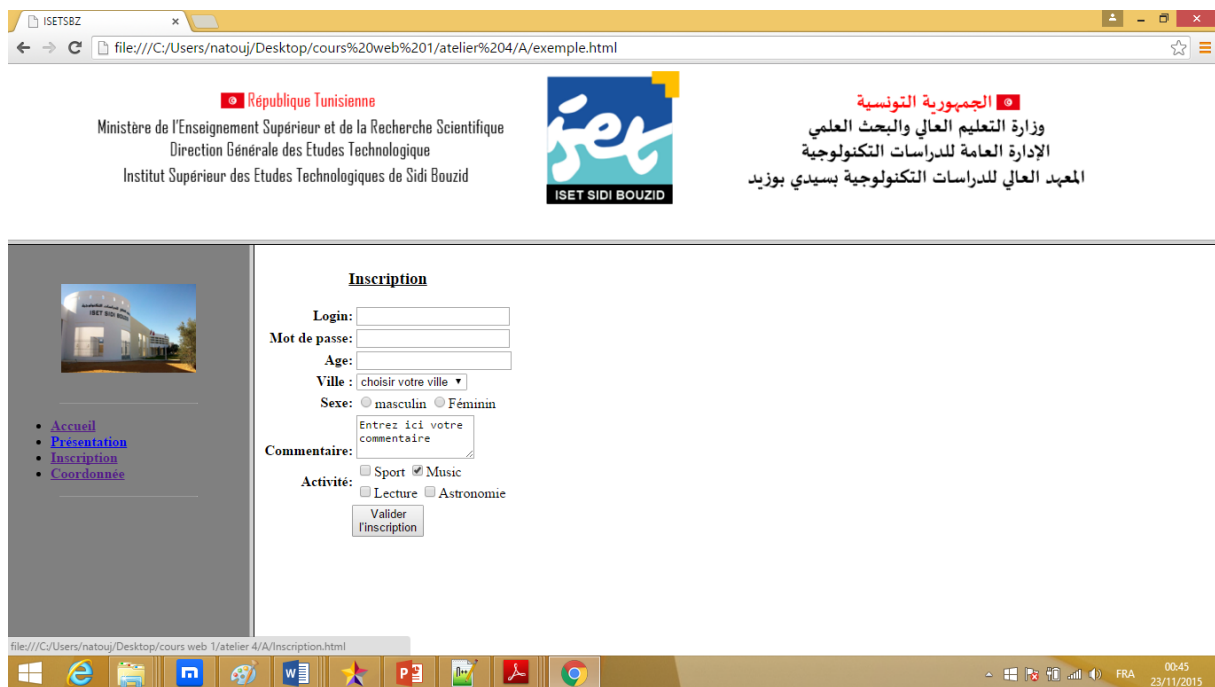 ISETSBZ
file:///C:/Users/natouj/Desktop/cours%20web%201/atelier%204/A/exemple.html
République Tunisienne
Ministère de l'Enseignement Supérieur et de la Recherche Scientifique
Direction Générale des Etudes Technologique
Institut Supérieur des Etudes Technologiques de Sidi Bouzid
iset
ISET SIDI BOUZID
الجمهورية التونسية
وزارة التعليم العالي والبحث العلمي
الإدارة العامة للدراسات التكنولوجية
المعهد العالي للدراسات التكنولوجية بسيدي بوزيد
ISET SIDI BOUZID
Accueil
Présentation
Inscription
Coordonnée
Inscription
Login:
Mot de passe:
Age:
Ville : choisir votre ville
Sexe: masculin Féminin
Commentaire: Entrez ici votre
commentaire
Activité: Sport Music
Lecture Astronomie
Valider
l'inscription
file:///C:/Users/natouj/Desktop/cours web 1/atelier 4/A/Inscription.html
FRA
00:45
23/11/2015